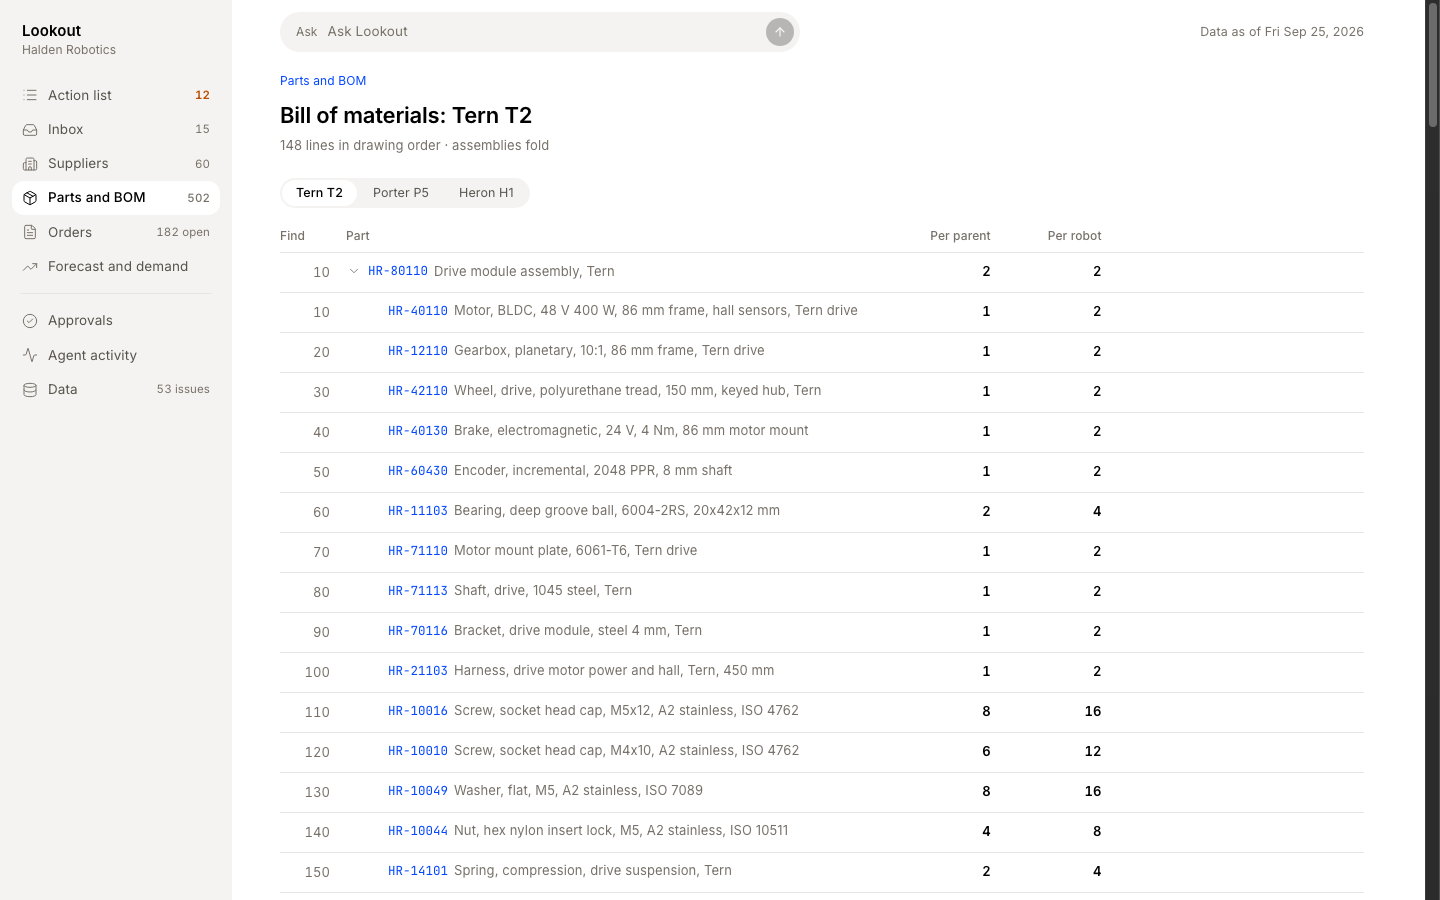 Lookout
Halden Robotics
Action list 12
Inbox 15
Suppliers 60
Parts and BOM 502
Orders 182 open
Forecast and demand
Approvals
Agent activity
Data 53 issues
Ask Ask Lookout
Data as of Fri Sep 25, 2026
Parts and BOM
Bill of materials: Tern T2
148 lines in drawing order · assemblies fold
Tern T2 Porter P5 Heron H1
Find Part Per parent Per robot
10 HR-80110 Drive module assembly, Tern 2 2
10 HR-40110 Motor, BLDC, 48 V 400 W, 86 mm frame, hall sensors, Tern drive 1 2
20 HR-12110 Gearbox, planetary, 10:1, 86 mm frame, Tern drive 1 2
30 HR-42110 Wheel, drive, polyurethane tread, 150 mm, keyed hub, Tern 1 2
40 HR-40130 Brake, electromagnetic, 24 V, 4 Nm, 86 mm motor mount 1 2
50 HR-60430 Encoder, incremental, 2048 PPR, 8 mm shaft 1 2
60 HR-11103 Bearing, deep groove ball, 6004-2RS, 20x42x12 mm 2 4
70 HR-71110 Motor mount plate, 6061-T6, Tern drive 1 2
80 HR-71113 Shaft, drive, 1045 steel, Tern 1 2
90 HR-70116 Bracket, drive module, steel 4 mm, Tern 1 2
100 HR-21103 Harness, drive motor power and hall, Tern, 450 mm 1 2
110 HR-10016 Screw, socket head cap, M5x12, A2 stainless, ISO 4762 8 16
120 HR-10010 Screw, socket head cap, M4x10, A2 stainless, ISO 4762 6 12
130 HR-10049 Washer, flat, M5, A2 stainless, ISO 7089 8 16
140 HR-10044 Nut, hex nylon insert lock, M5, A2 stainless, ISO 10511 4 8
150 HR-14101 Spring, compression, drive suspension, Tern 2 4